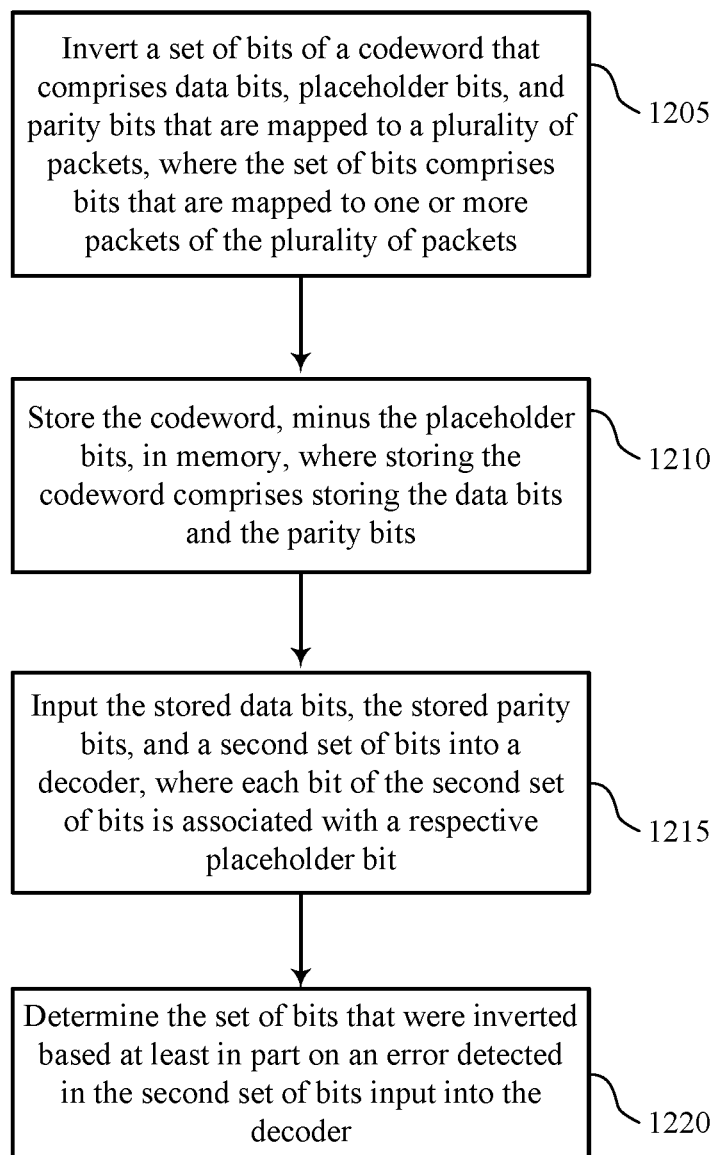 Invert a set of bits of a codeword that
comprises data bits, placeholder bits, and
parity bits that are mapped to a plurality of
packets, where the set of bits comprises
bits that are mapped to one or more
packets of the plurality of packets
1205
Store the codeword, minus the placeholder
bits, in memory, where storing the
codeword comprises storing the data bits
and the parity bits
1210
Input the stored data bits, the stored parity
bits, and a second set of bits into a
decoder, where each bit of the second set
of bits is associated with a respective
placeholder bit
1215
Determine the set of bits that were inverted
based at least in part on an error detected
in the second set of bits input into the
decoder
1220